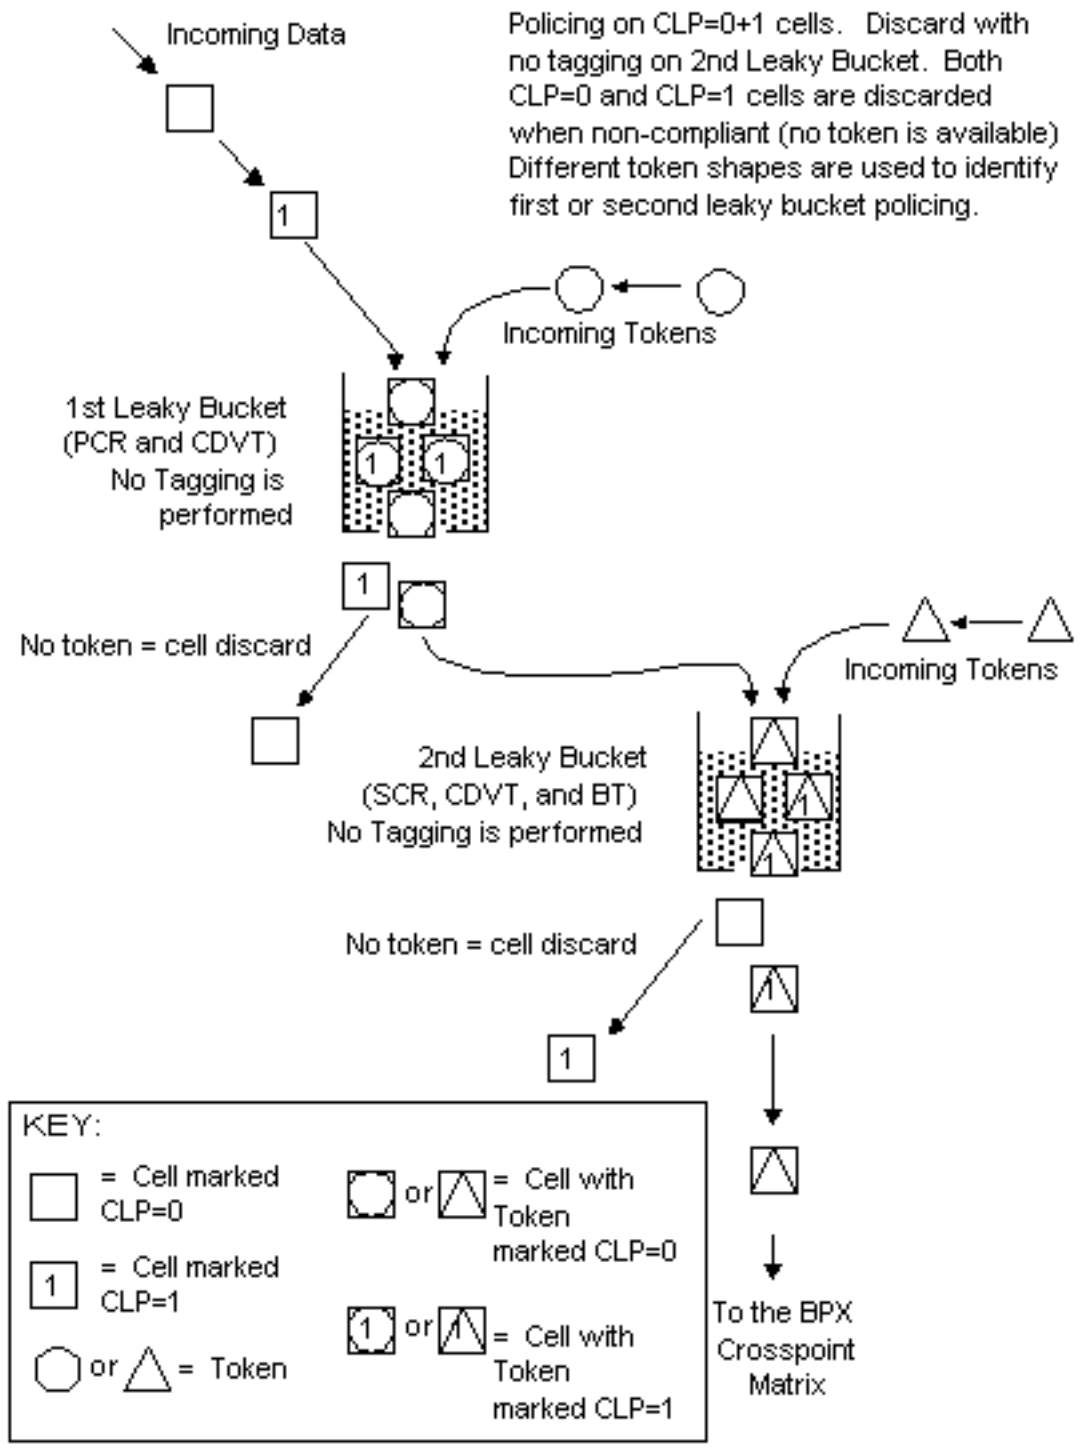 Incoming Data
Policing on CLP=0+1 cells. Discard with
no tagging on 2nd Leaky Bucket. Both
CLP=0 and CLP=1 cells are discarded
when non-compliant (no token is available)
Different token shapes are used to identify
first or second leaky bucket policing.
1
Incoming Tokens
1st Leaky Bucket
(PCR and CDVT)
No Tagging is
performed
1 1
1
No token = cell discard
Incoming Tokens
2nd Leaky Bucket
(SCR, CDVT, and BT)
No Tagging is performed
1
1
No token = cell discard
1
1
KEY:
= Cell marked
CLP=0
1 = Cell marked
CLP=1
or = Token
or = Cell with
Token
marked CLP=0
1 or 1 = Cell with
Token
marked CLP=1
To the BPX
Crosspoint
Matrix